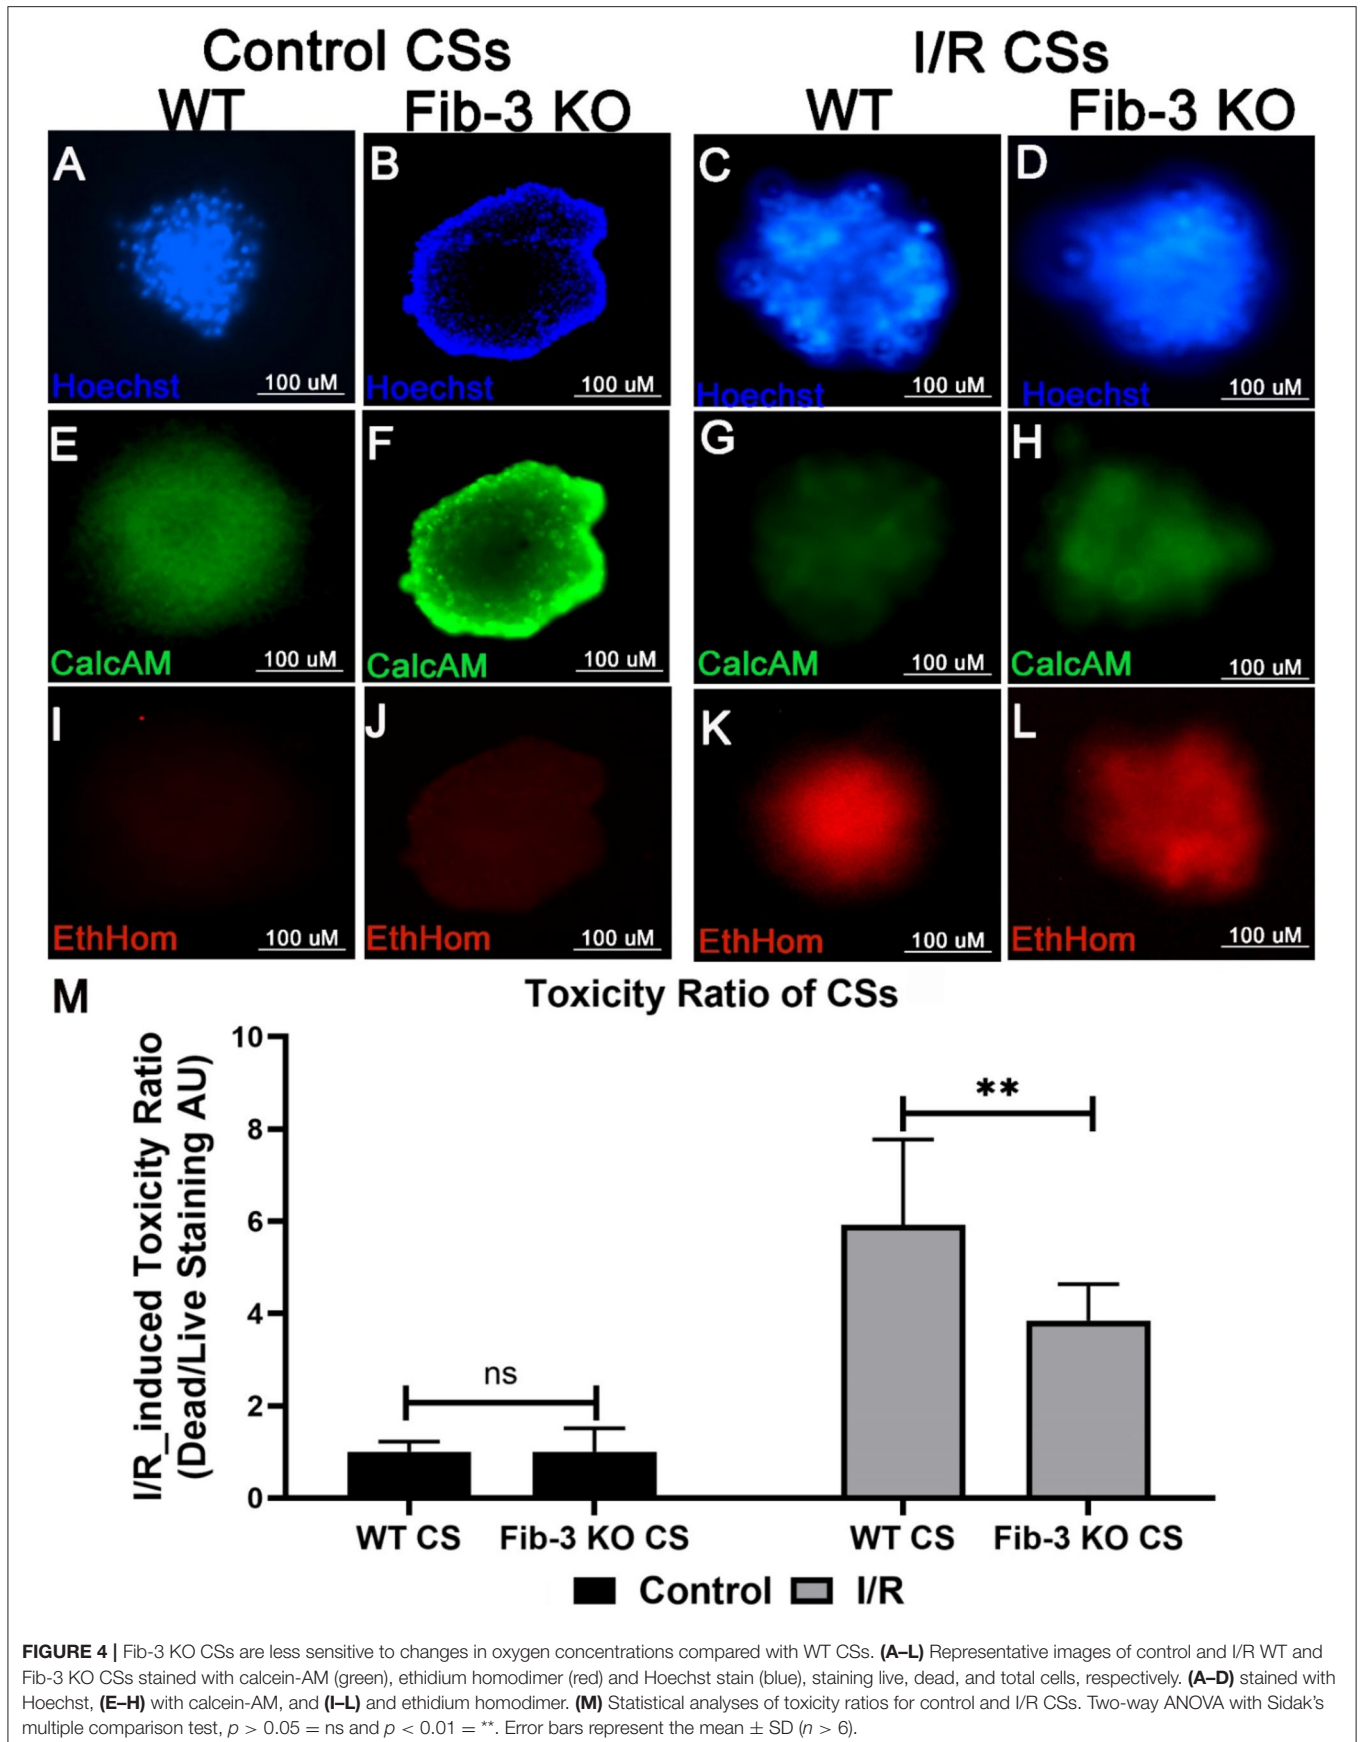 Control CSs
I/R CSs
WT
Fib-3 KO
WT
Fib-3 KO
A
B
C
D
Hoechst
100 uM
Hoechst
100 uM
Hoechst
100 uM
Hoechst
100 uM
E
F
G
H
CalcAM
100 uM
CalcAM
100 uM
CalcAM
100 uM
CalcAM
100 uM
I
J
K
L
EthHom
100 uM
EthHom
100 uM
EthHom
100 uM
EthHom
100 uM
M
Toxicity Ratio of CSs
I/R_induced Toxicity Ratio
(Dead/Live Staining AU)
10
8
6
4
2
0
ns
**
WT CS
Fib-3 KO CS
WT CS
Fib-3 KO CS
Control
I/R
FIGURE 4 | Fib-3 KO CSs are less sensitive to changes in oxygen concentrations compared with WT CSs. (A–L) Representative images of control and I/R WT and
Fib-3 KO CSs stained with calcein-AM (green), ethidium homodimer (red) and Hoechst stain (blue), staining live, dead, and total cells, respectively. (A–D) stained with
Hoechst, (E–H) with calcein-AM, and (I–L) and ethidium homodimer. (M) Statistical analyses of toxicity ratios for control and I/R CSs. Two-way ANOVA with Sidak's
multiple comparison test, p > 0.05 = ns and p < 0.01 = **. Error bars represent the mean ± SD (n > 6).